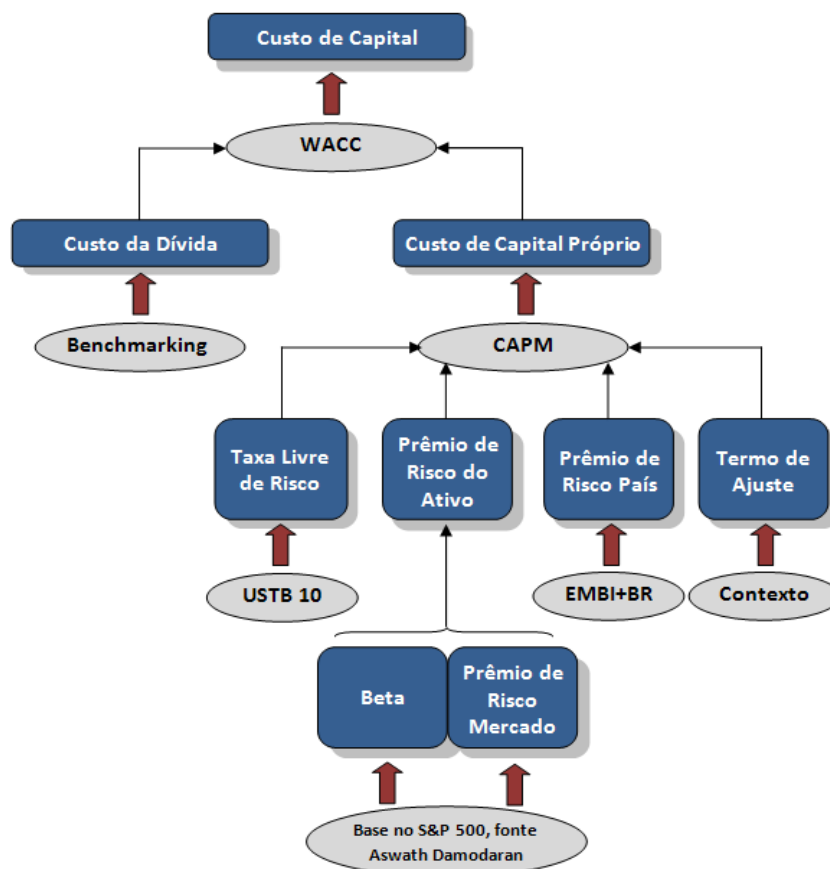 Custo de Capital
WACC
Custo da Dívida
Custo de Capital Próprio
Benchmarking
CAPM
Taxa Livre
de Risco
Prêmio de
Risco do
Ativo
Prêmio de
Risco País
Termo de
Ajuste
USTB 10
EMBI+BR
Contexto
Beta
Prêmio de
Risco
Mercado
Base no S&P 500, fonte
Aswath Damodaran